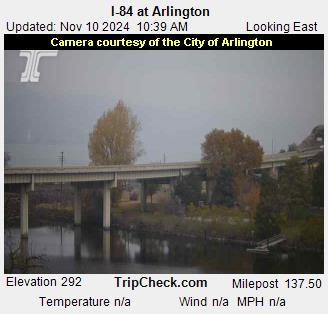 I-84 at Arlington
Updated: Nov 10 2024 10:39 AM Looking East
Camera courtesy of the City of Arlington
Elevation 292 TripCheck.com Milepost 137.50
Temperature n/a Wind n/a MPH n/a